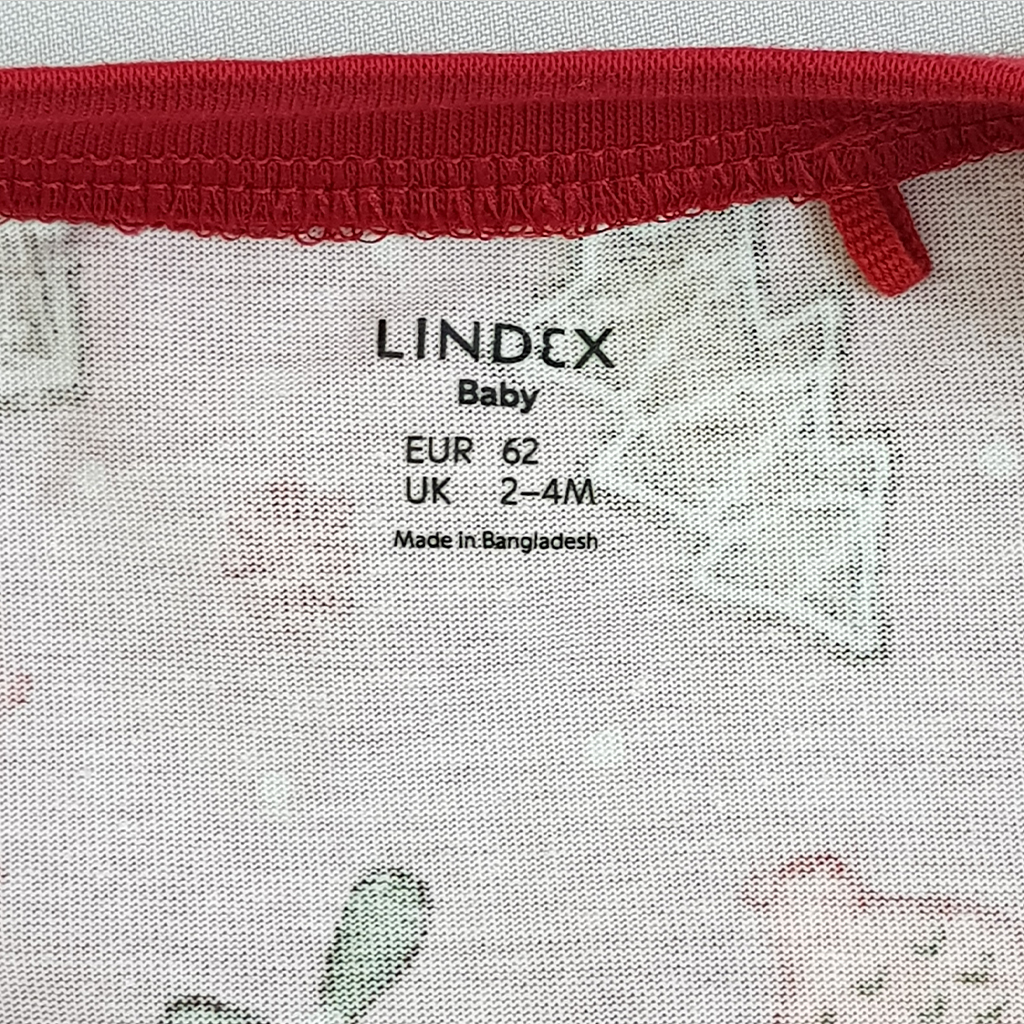 LINDEX
Baby
EUR 62
UK 2–4M
Made in Bangladesh